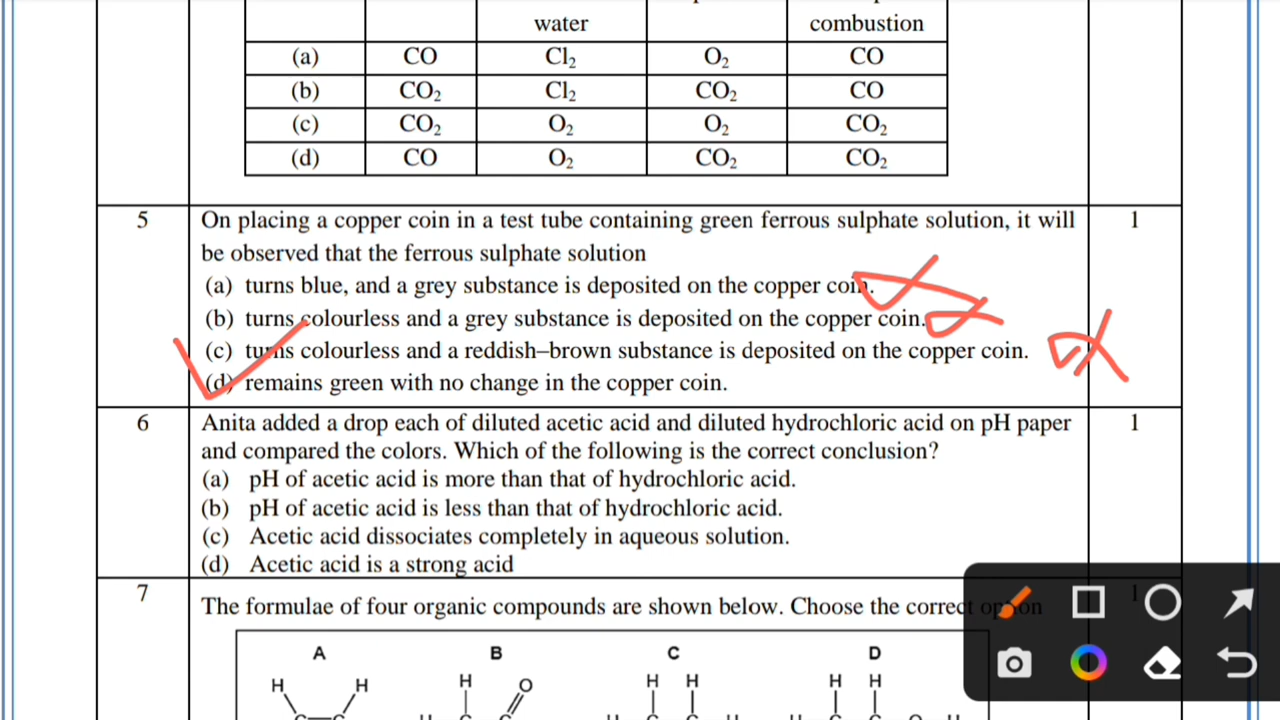 water combustion
(a) CO Cl₂ O₂ CO
(b) CO₂ Cl₂ CO₂ CO
(c) CO₂ O₂ O₂ CO₂
(d) CO O₂ CO₂ CO₂
5 On placing a copper coin in a test tube containing green ferrous sulphate solution, it will 1
be observed that the ferrous sulphate solution
(a) turns blue, and a grey substance is deposited on the copper coin.
(b) turns colourless and a grey substance is deposited on the copper coin.
(c) turns colourless and a reddish–brown substance is deposited on the copper coin.
(d) remains green with no change in the copper coin.
6 Anita added a drop each of diluted acetic acid and diluted hydrochloric acid on pH paper 1
and compared the colors. Which of the following is the correct conclusion?
(a) pH of acetic acid is more than that of hydrochloric acid.
(b) pH of acetic acid is less than that of hydrochloric acid.
(c) Acetic acid dissociates completely in aqueous solution.
(d) Acetic acid is a strong acid
7 The formulae of four organic compounds are shown below. Choose the correct option 1
A B C D
H H H O H H H H